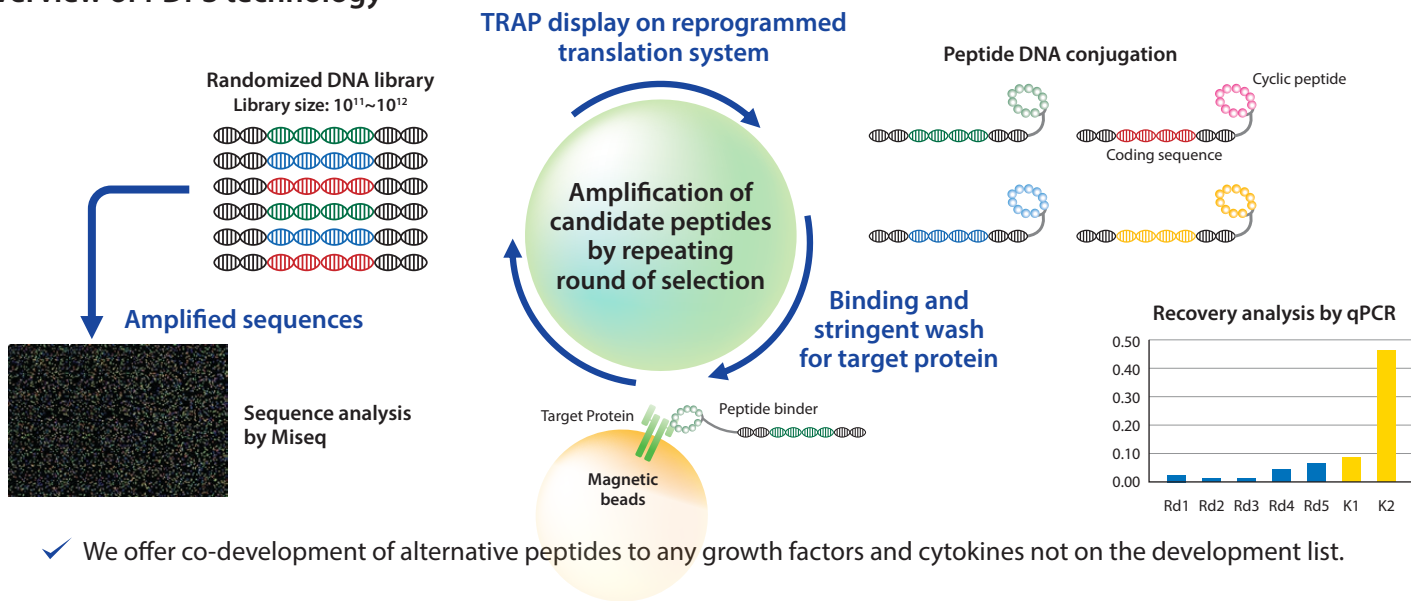 TRAP display on reprogrammed
translation system
Randomized DNA library
Library size: 10¹¹~10¹²
Peptide DNA conjugation
Cyclic peptide
Coding sequence
Amplification of
candidate peptides
by repeating
round of selection
Amplified sequences
Sequence analysis
by Miseq
Binding and
stringent wash
for target protein
Target Protein
Peptide binder
Magnetic
beads
Recovery analysis by qPCR
0.50
0.40
0.30
0.20
0.10
0.00
Rd1 Rd2 Rd3 Rd4 Rd5 K1 K2
✓ We offer co-development of alternative peptides to any growth factors and cytokines not on the development list.